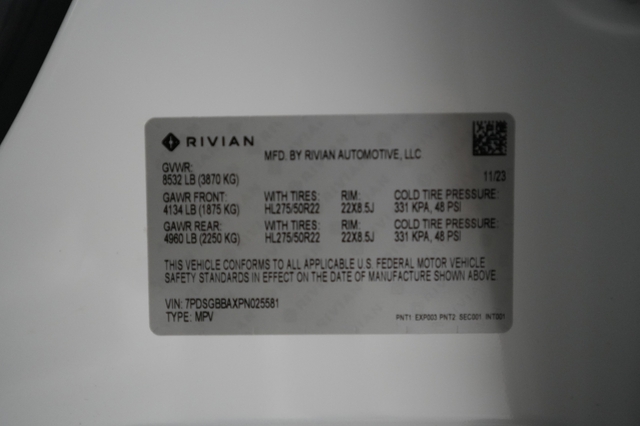 RIVIAN
MFD. BY RIVIAN AUTOMOTIVE, LLC
GVWR:
8532 LB (3870 KG) 11/23
GAWR FRONT: WITH TIRES: RIM: COLD TIRE PRESSURE:
4134 LB (1875 KG) HL275/50R22 22X8.5J 331 KPA, 48 PSI
GAWR REAR: WITH TIRES: RIM: COLD TIRE PRESSURE:
4960 LB (2250 KG) HL275/50R22 22X8.5J 331 KPA, 48 PSI
THIS VEHICLE CONFORMS TO ALL APPLICABLE U.S. FEDERAL MOTOR VEHICLE
SAFETY STANDARDS IN EFFECT ON THE DATE OF MANUFACTURE SHOWN ABOVE
VIN: 7PDSGBBAXPN025581
TYPE: MPV
PNT1 EXP003 PNT2 SEC001 INT001